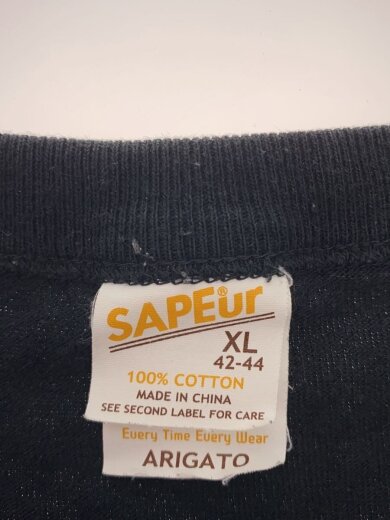 SAPEur®
XL
42-44
100% COTTON
MADE IN CHINA
SEE SECOND LABEL FOR CARE
Every Time Every Wear
ARIGATO